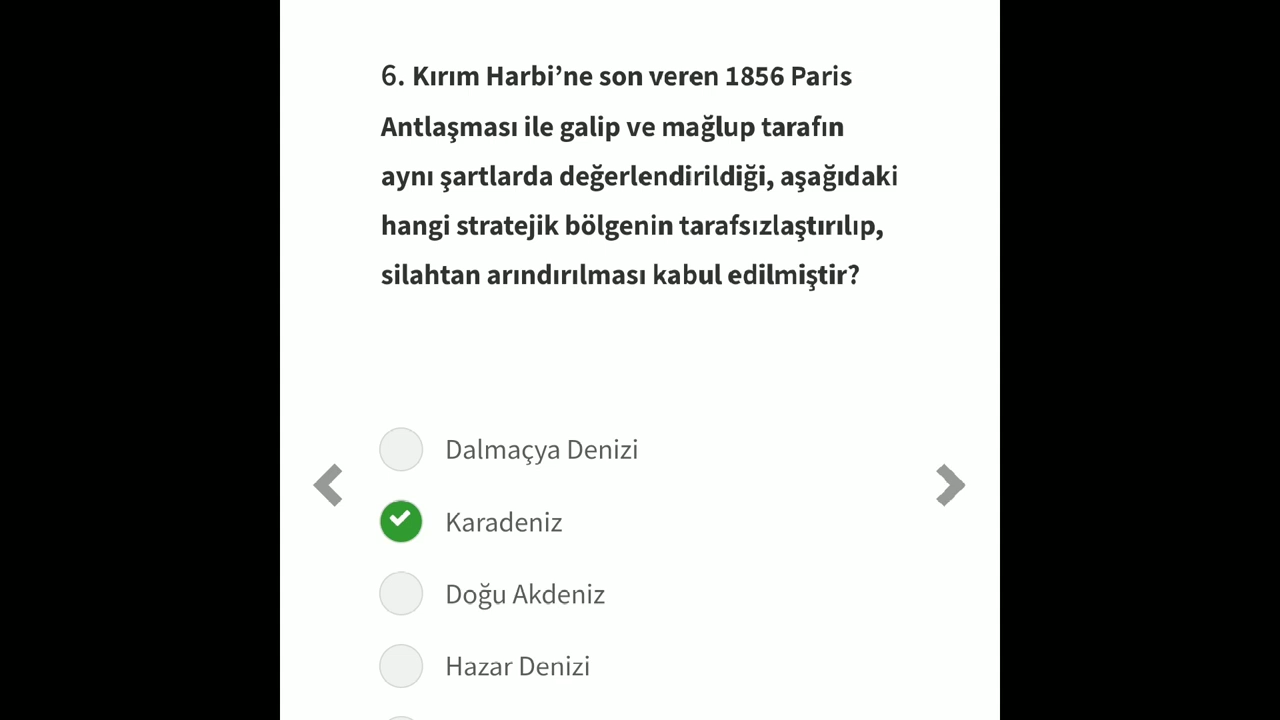 6. Kırım Harbi’ne son veren 1856 Paris
Antlaşması ile galip ve mağlup tarafın
aynı şartlarda değerlendirildiği, aşağıdaki
hangi stratejik bölgenin tarafsızlaştırılıp,
silahtan arındırılması kabul edilmiştir?
Dalmaçya Denizi
Karadeniz
Doğu Akdeniz
Hazar Denizi